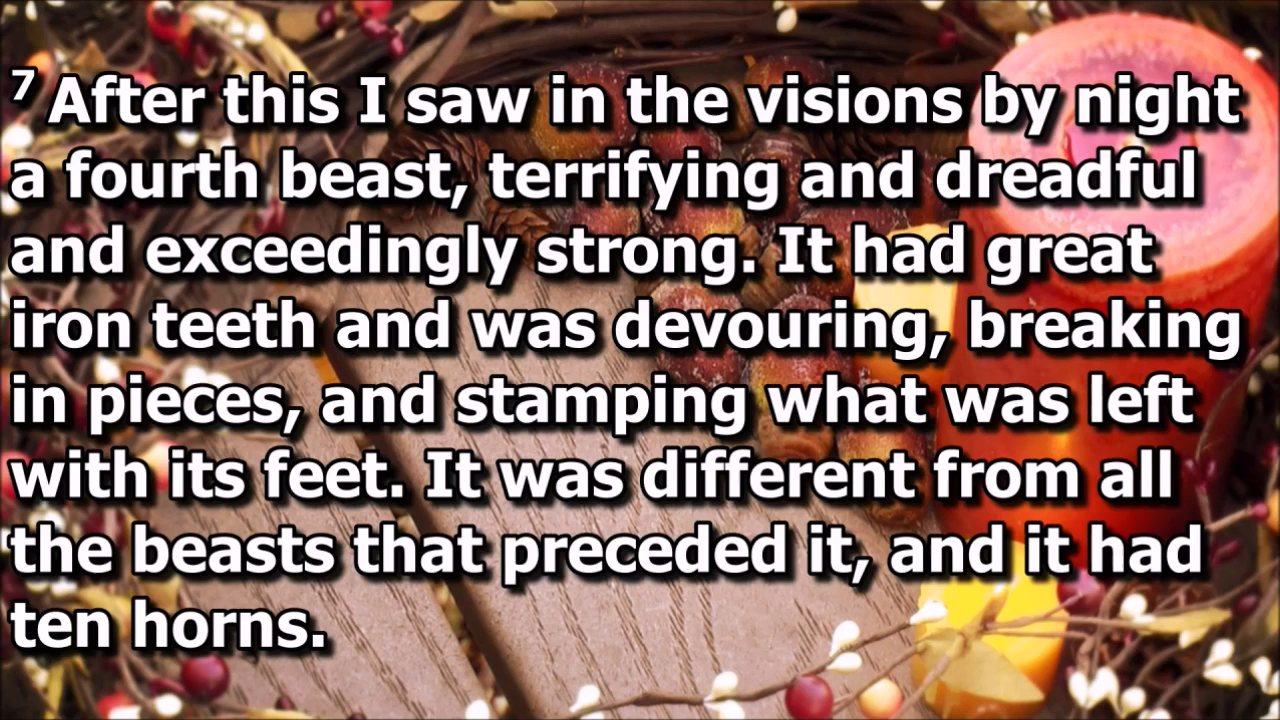 7 After this I saw in the visions by night
a fourth beast, terrifying and dreadful
and exceedingly strong. It had great
iron teeth and was devouring, breaking
in pieces, and stamping what was left
with its feet. It was different from all
the beasts that preceded it, and it had
ten horns.